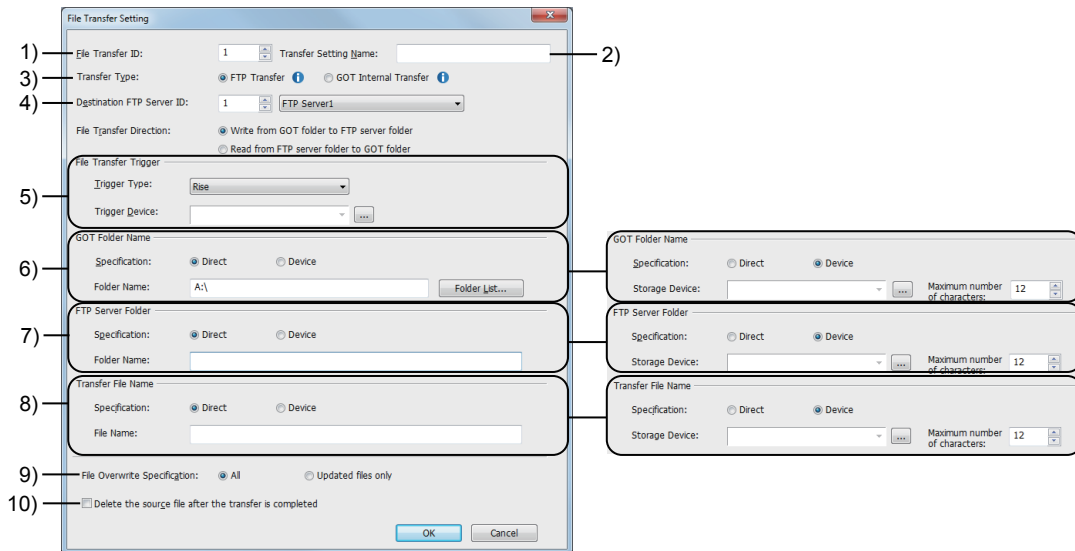 File Transfer Setting
1) File Transfer ID: 1 Transfer Setting Name: 2)
3) Transfer Type: FTP Transfer GOT Internal Transfer
4) Destination FTP Server ID: 1 FTP Server1
File Transfer Direction: Write from GOT folder to FTP server folder
Read from FTP server folder to GOT folder
File Transfer Trigger
5) Trigger Type: Rise
Trigger Device: ...
GOT Folder Name
6) Specification: Direct Device
Folder Name: A:\ Folder List...
FTP Server Folder
7) Specification: Direct Device
Folder Name:
Transfer File Name
8) Specification: Direct Device
File Name:
9) File Overwrite Specification: All Updated files only
10) Delete the source file after the transfer is completed
OK Cancel
GOT Folder Name
Specification: Direct Device
Storage Device: ... Maximum number of characters: 12
FTP Server Folder
Specification: Direct Device
Storage Device: ... Maximum number of characters: 12
Transfer File Name
Specification: Direct Device
Storage Device: ... Maximum number of characters: 12